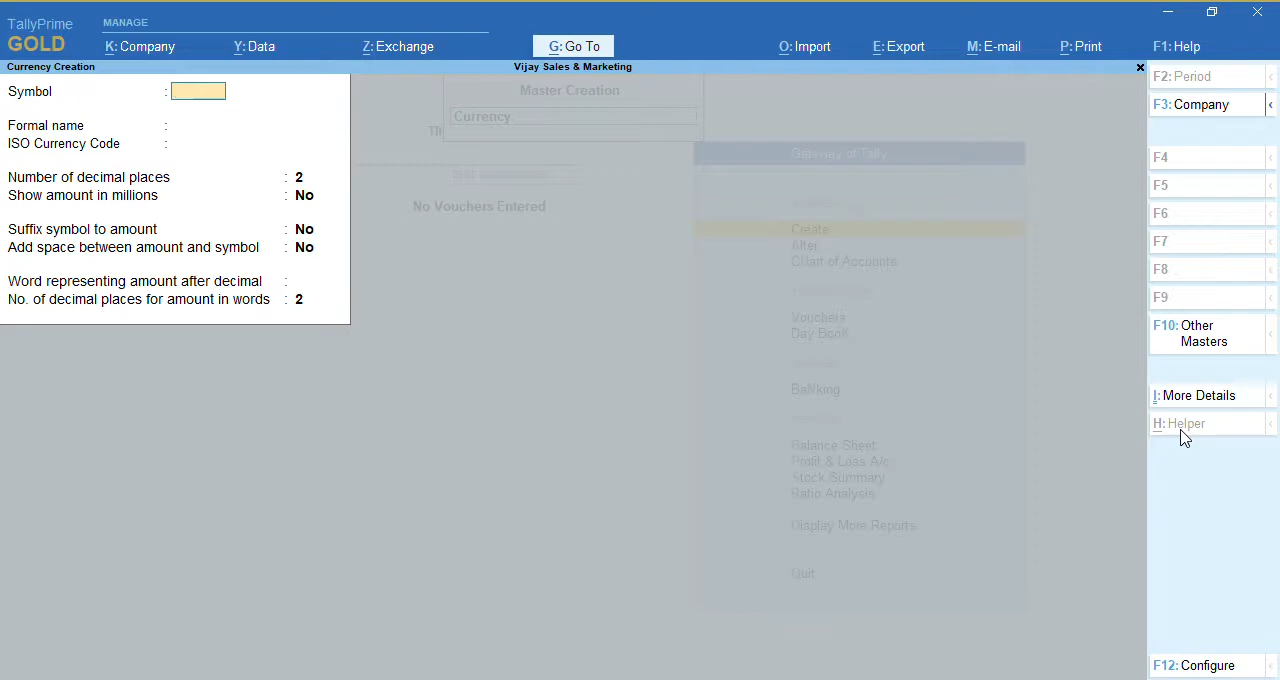 TallyPrime
GOLD
MANAGE
K: Company
Y: Data
Z: Exchange
G: Go To
O: Import
E: Export
M: E-mail
P: Print
F1: Help
Currency Creation
Vijay Sales & Marketing
Symbol :
Formal name :
ISO Currency Code :
Number of decimal places : 2
Show amount in millions : No
Suffix symbol to amount : No
Add space between amount and symbol : No
Word representing amount after decimal :
No. of decimal places for amount in words : 2
Master Creation
Currency
No Vouchers Entered
Gateway of Tally
Create
Alter
Chart of Accounts
Vouchers
Day Book
Banking
Balance Sheet
Profit & Loss A/c
Stock Summary
Ratio Analysis
Display More Reports
Quit
F2: Period
F3: Company
F4
F5
F6
F7
F8
F9
F10: Other
Masters
I: More Details
H: Helper
F12: Configure